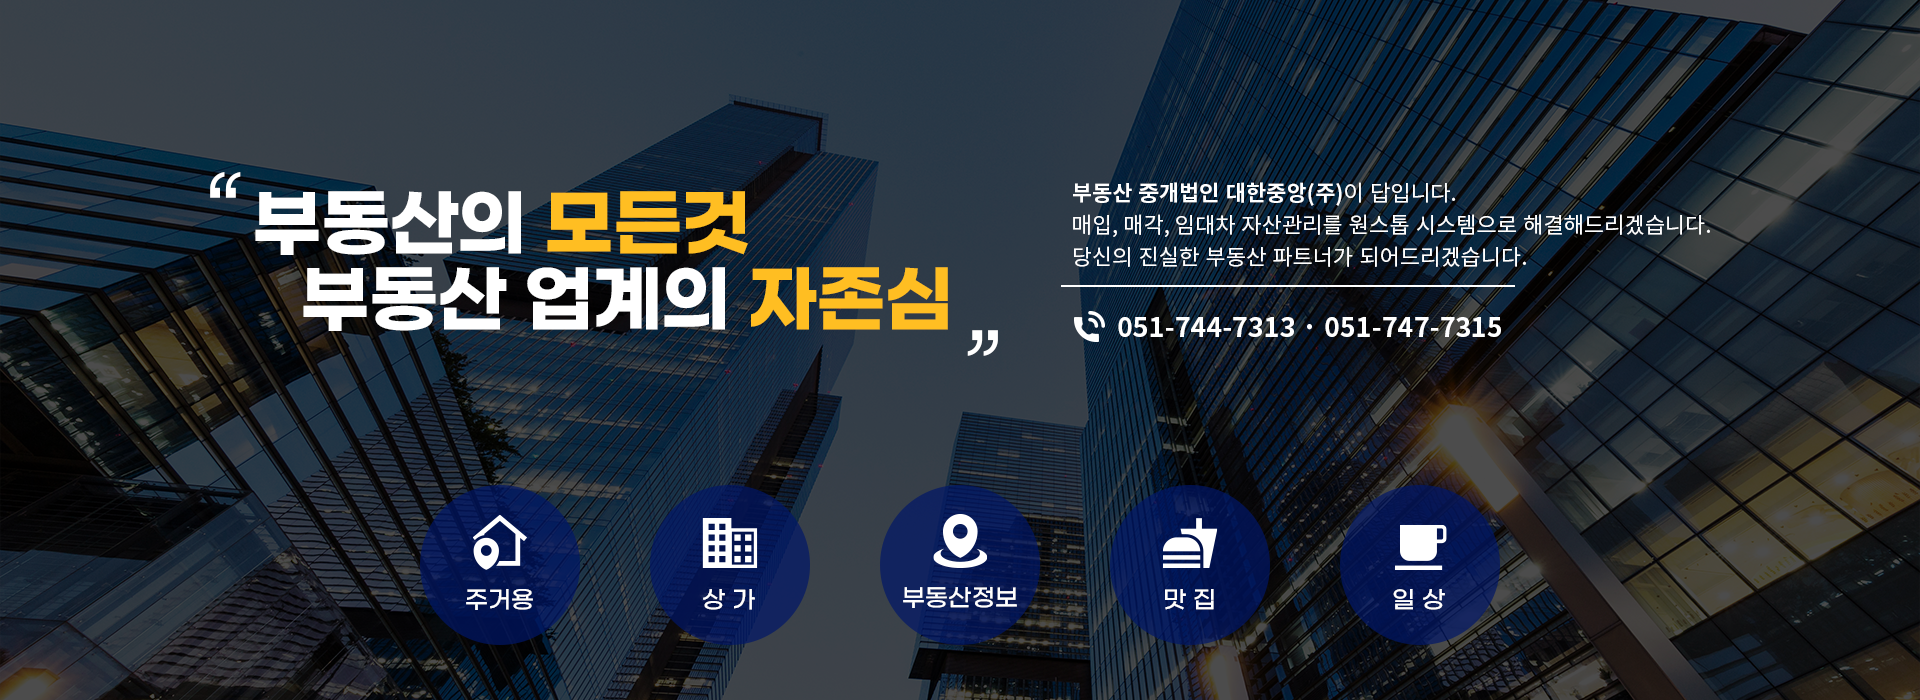 “ 부동산의 모든것
부동산 업계의 자존심 ”
부동산 중개법인 대한중앙(주)이 답입니다.
매입, 매각, 임대차 자산관리를 원스톱 시스템으로 해결해드리겠습니다.
당신의 진실한 부동산 파트너가 되어드리겠습니다.
051-744-7313 · 051-747-7315
주거용
상 가
부동산정보
맛 집
일 상